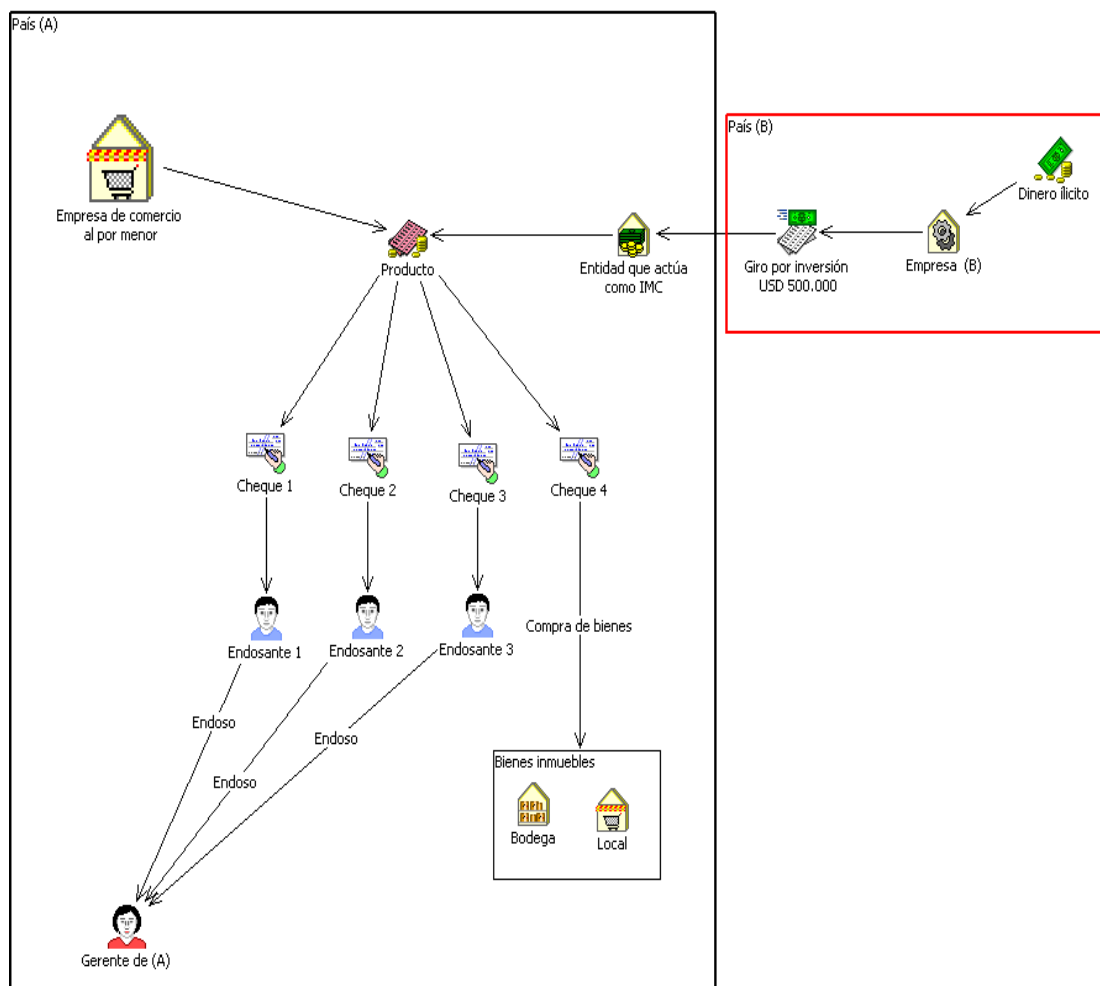 País (A)
Empresa de comercio
al por menor
Producto
Entidad que actúa
como IMC
País (B)
Dinero ílicito
Giro por inversión
USD 500.000
Empresa (B)
Cheque 1
Cheque 2
Cheque 3
Cheque 4
Endosante 1
Endosante 2
Endosante 3
Compra de bienes
Endoso
Endoso
Endoso
Bienes inmuebles
Bodega
Local
Gerente de (A)